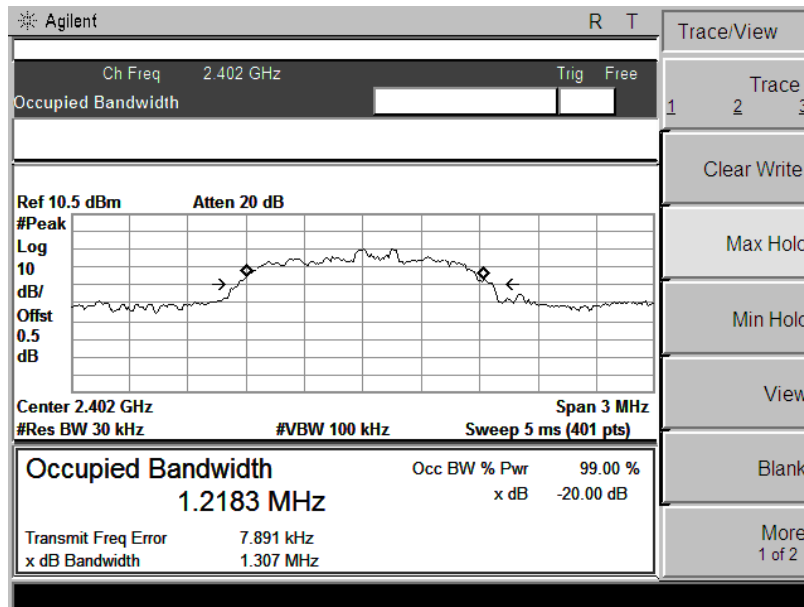 Agilent R T
Trace/View
Ch Freq 2.402 GHz Trig Free
Occupied Bandwidth
Trace
1 2 3
Clear Write
Max Hold
Min Hold
View
Blank
More
1 of 2
Ref 10.5 dBm Atten 20 dB
#Peak
Log
10
dB/
Offset
0.5
dB
Center 2.402 GHz Span 3 MHz
#Res BW 30 kHz #VBW 100 kHz Sweep 5 ms (401 pts)
Occupied Bandwidth
1.2183 MHz
Occ BW % Pwr 99.00 %
x dB -20.00 dB
Transmit Freq Error 7.891 kHz
x dB Bandwidth 1.307 MHz